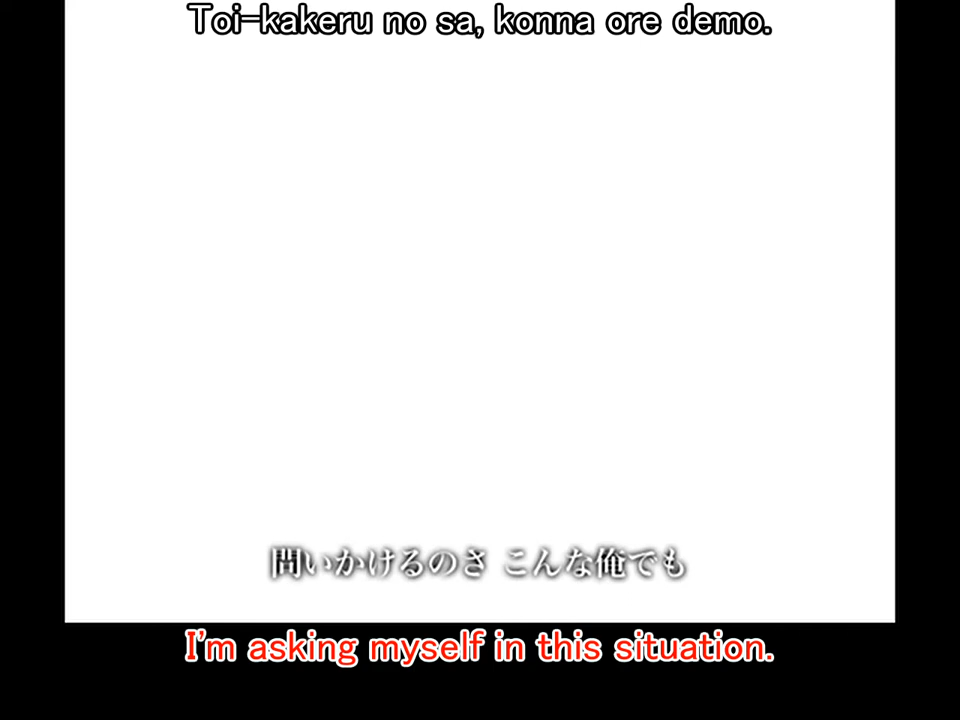 Toi-kakeru no sa, konna ore demo.
問いかけるのさ こんな俺でも
I'm asking myself in this situation.